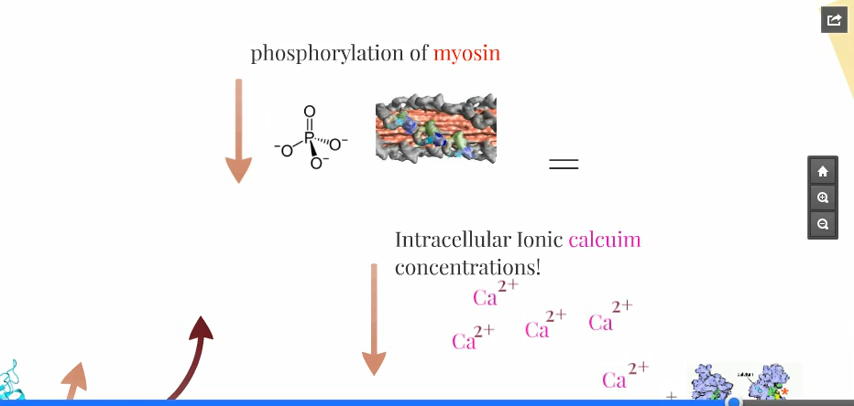 phosphorylation of myosin
O
P
⁻O
O⁻
O⁻
=
Intracellular Ionic calcuim
concentrations!
Ca²⁺
Ca²⁺
Ca²⁺
Ca²⁺
Ca²⁺
+